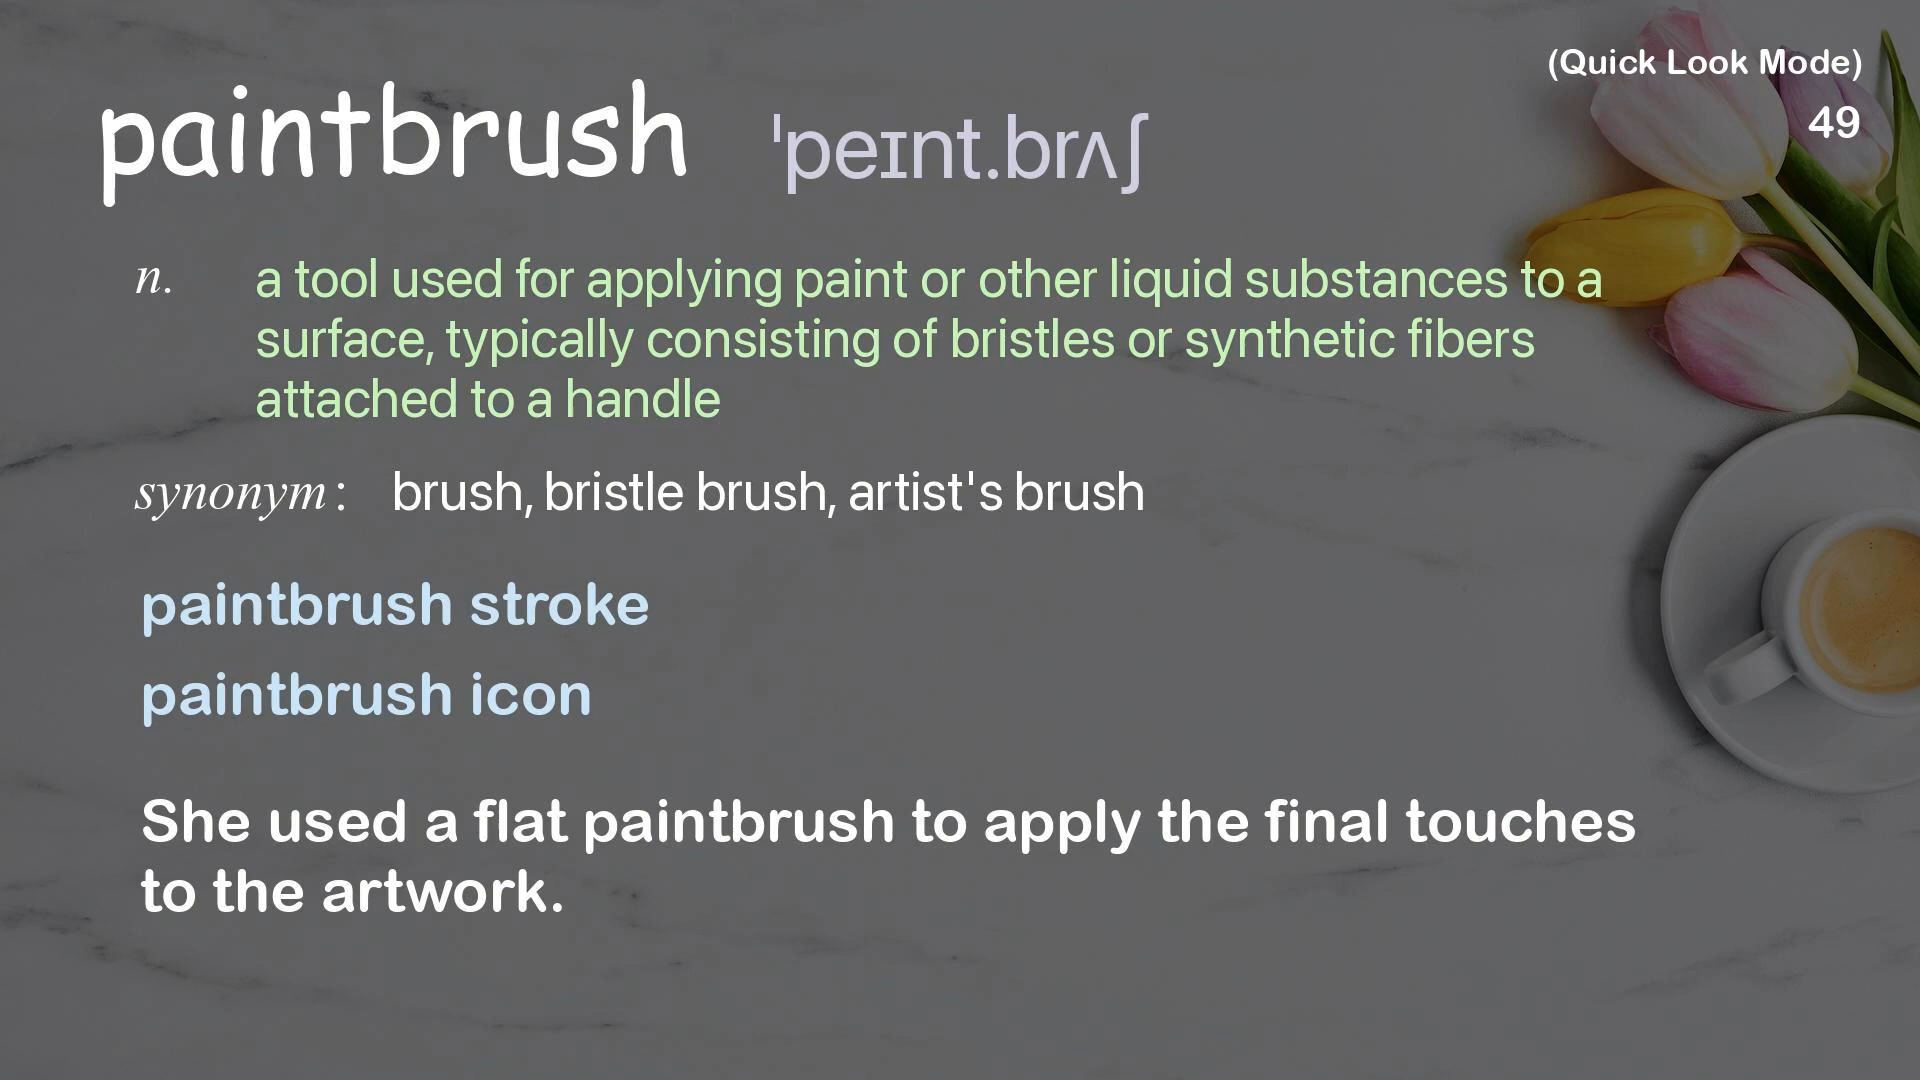 (Quick Look Mode)
paintbrush ˈpeɪnt.brʌʃ
49
n. a tool used for applying paint or other liquid substances to a
surface, typically consisting of bristles or synthetic fibers
attached to a handle
synonym: brush, bristle brush, artist's brush
paintbrush stroke
paintbrush icon
She used a flat paintbrush to apply the final touches
to the artwork.